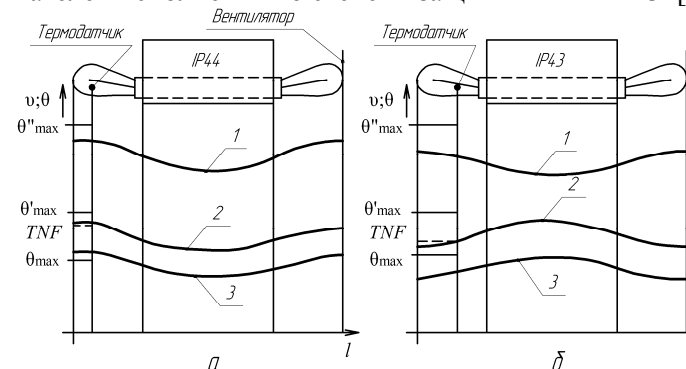 Вентилятор
Термодатчик
Термодатчик
IP44
IP43
υ;θ
υ;θ
θ"max
θ"max
1
1
2
2
θ'max
θ'max
TNF
TNF
θmax
θmax
3
3
l
а
б